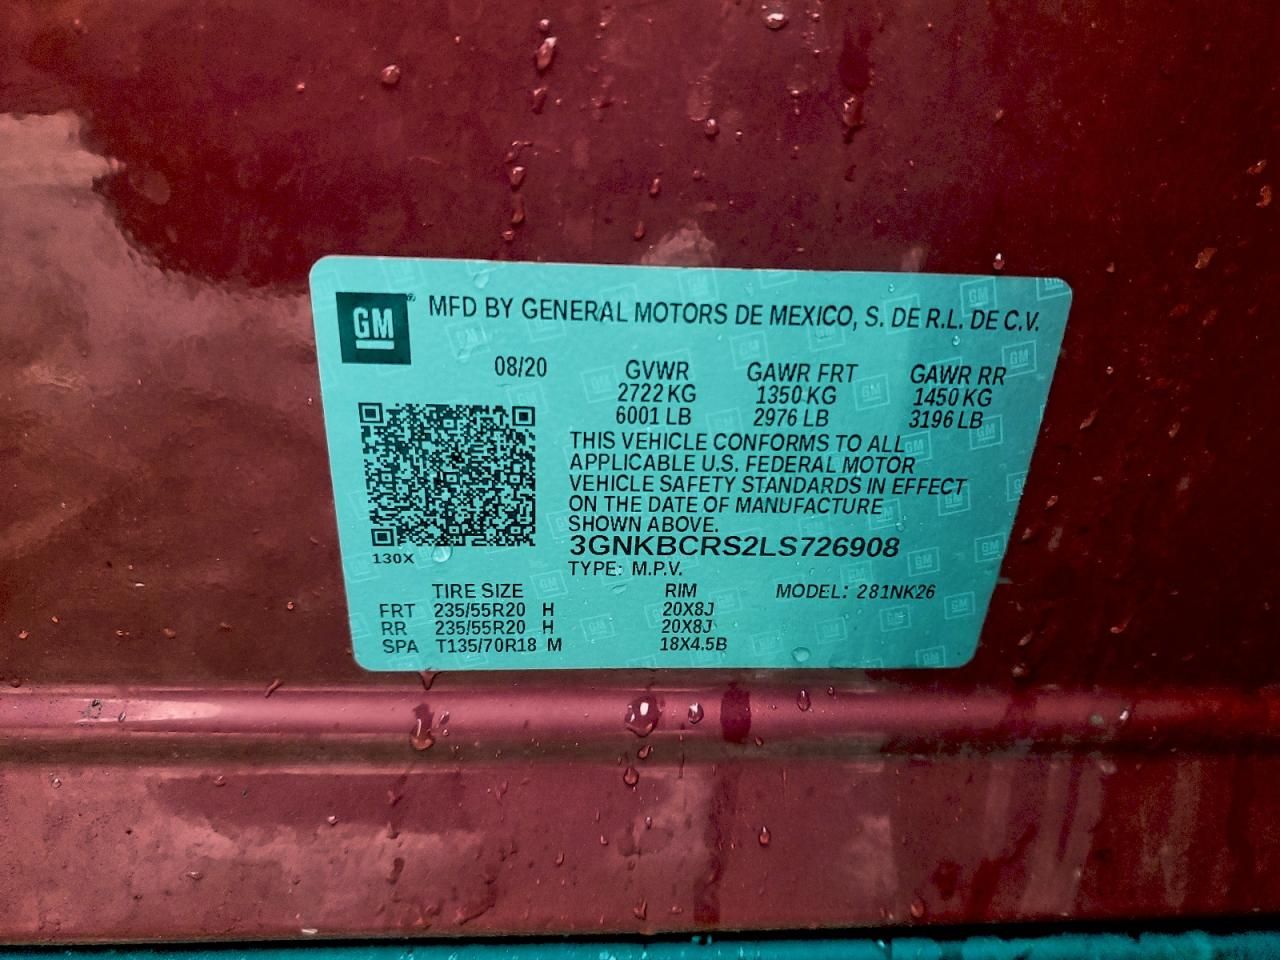 GM
MFD BY GENERAL MOTORS DE MEXICO, S. DE R.L. DE C.V.
08/20 GVWR GAWR FRT GAWR RR
2722 KG 1350 KG 1450 KG
6001 LB 2976 LB 3196 LB
THIS VEHICLE CONFORMS TO ALL
APPLICABLE U.S. FEDERAL MOTOR
VEHICLE SAFETY STANDARDS IN EFFECT
ON THE DATE OF MANUFACTURE
SHOWN ABOVE.
3GNKBCRS2LS726908
130X
TYPE: M.P.V.
TIRE SIZE RIM MODEL: 281NK26
FRT 235/55R20 H 20X8J
RR 235/55R20 H 20X8J
SPA T135/70R18 M 18X4.5B